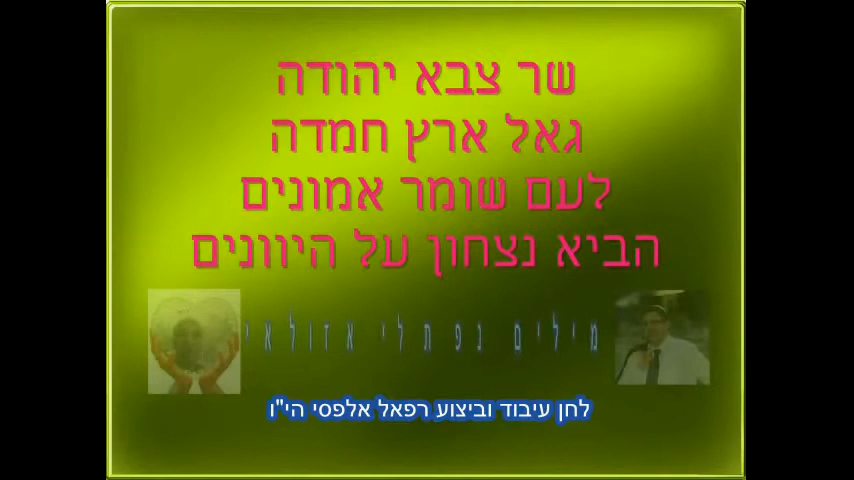 שר צבא יהודה
גאל ארץ חמדה
לעם שומר אמונים
הביא נצחון על היוונים
מילים נפתלי אזולאי
לחן עיבוד וביצוע רפאל אלפסי הי"ו